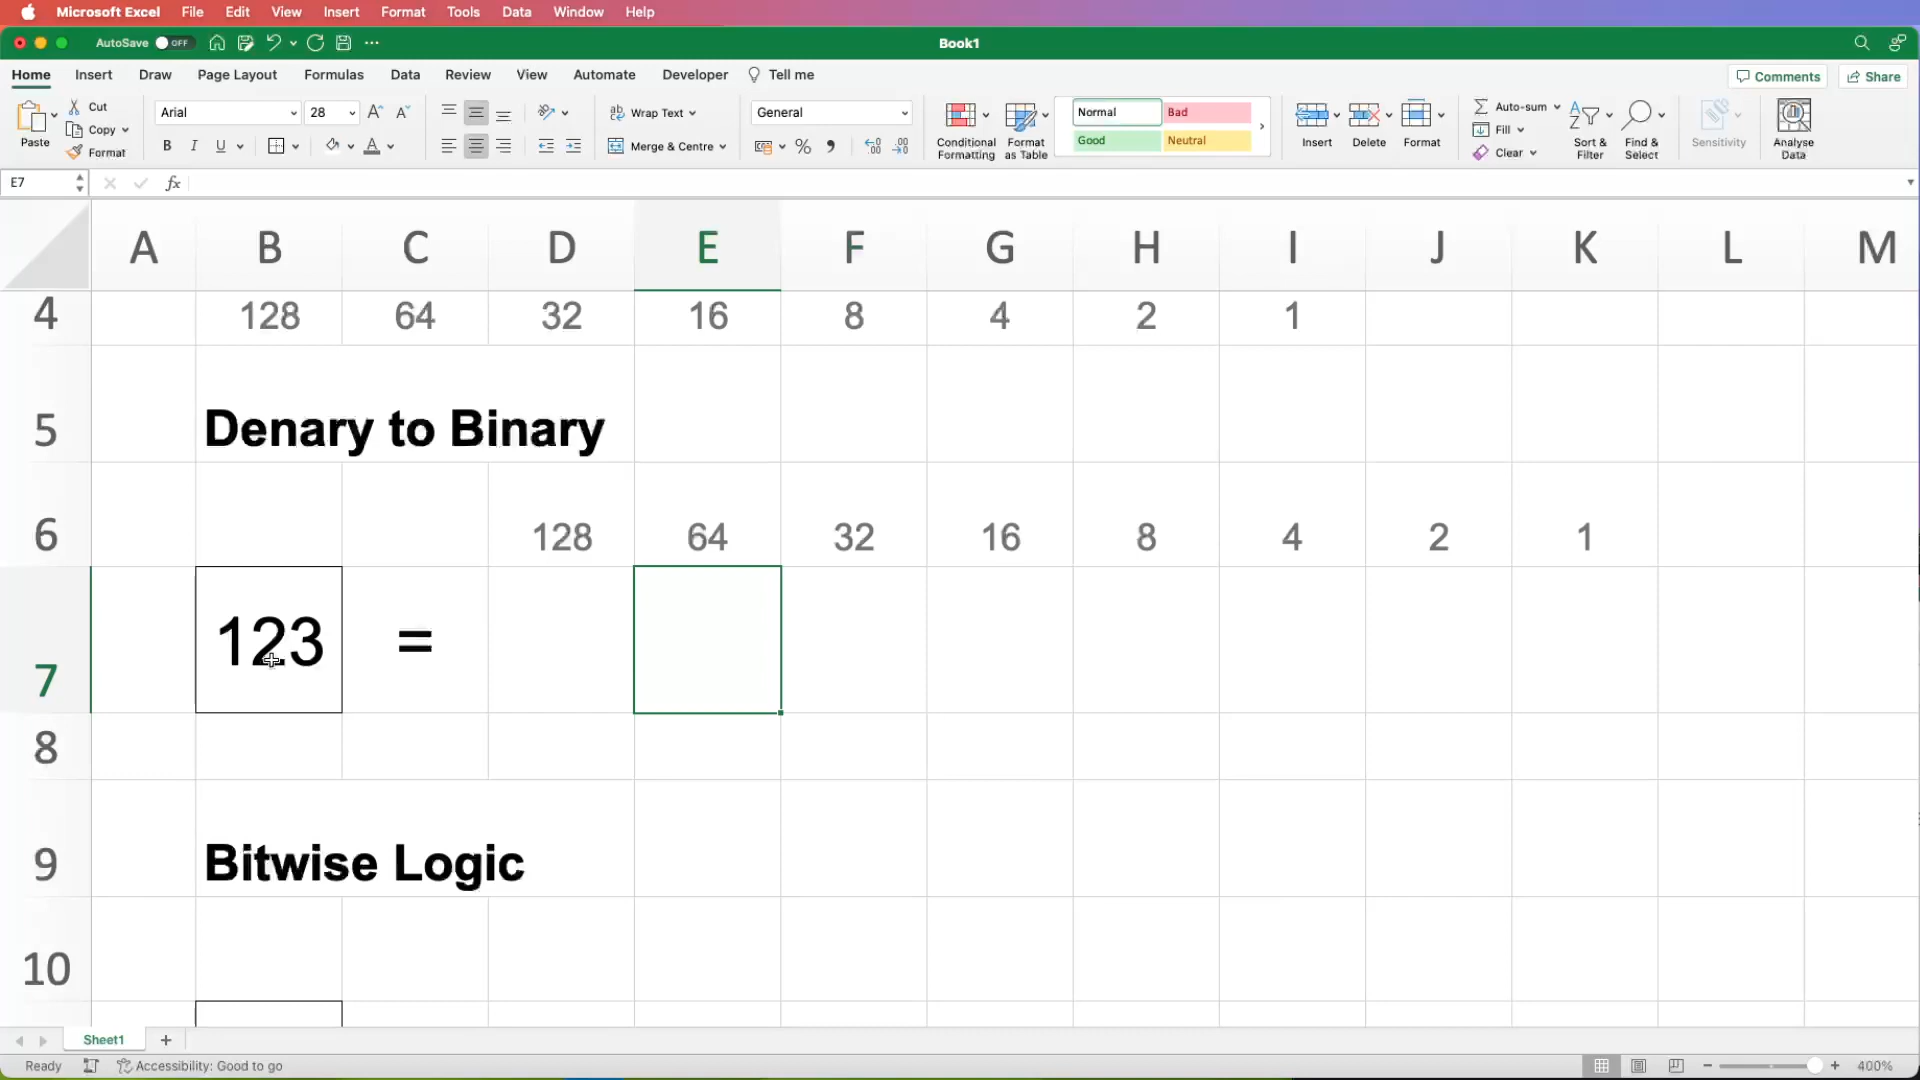 Microsoft Excel File Edit View Insert Format Tools Data Window Help
AutoSave OFF Book1
Home Insert Draw Page Layout Formulas Data Review View Automate Developer Tell me Comments Share
Paste Cut Copy Format
Arial 28 A A
B I U A
Wrap Text
Merge & Centre
General
% ,
Conditional Formatting
Format as Table
Normal Bad
Good Neutral
Insert Delete Format
Auto-sum
Fill
Clear
Sort & Filter
Find & Select
Sensitivity
Analyse Data
E7 fx
A B C D E F G H I J K L M
4 128 64 32 16 8 4 2 1
5 Denary to Binary
6 128 64 32 16 8 4 2 1
7 123 =
8
9 Bitwise Logic
10
Sheet1 +
Ready Accessibility: Good to go − + 400%